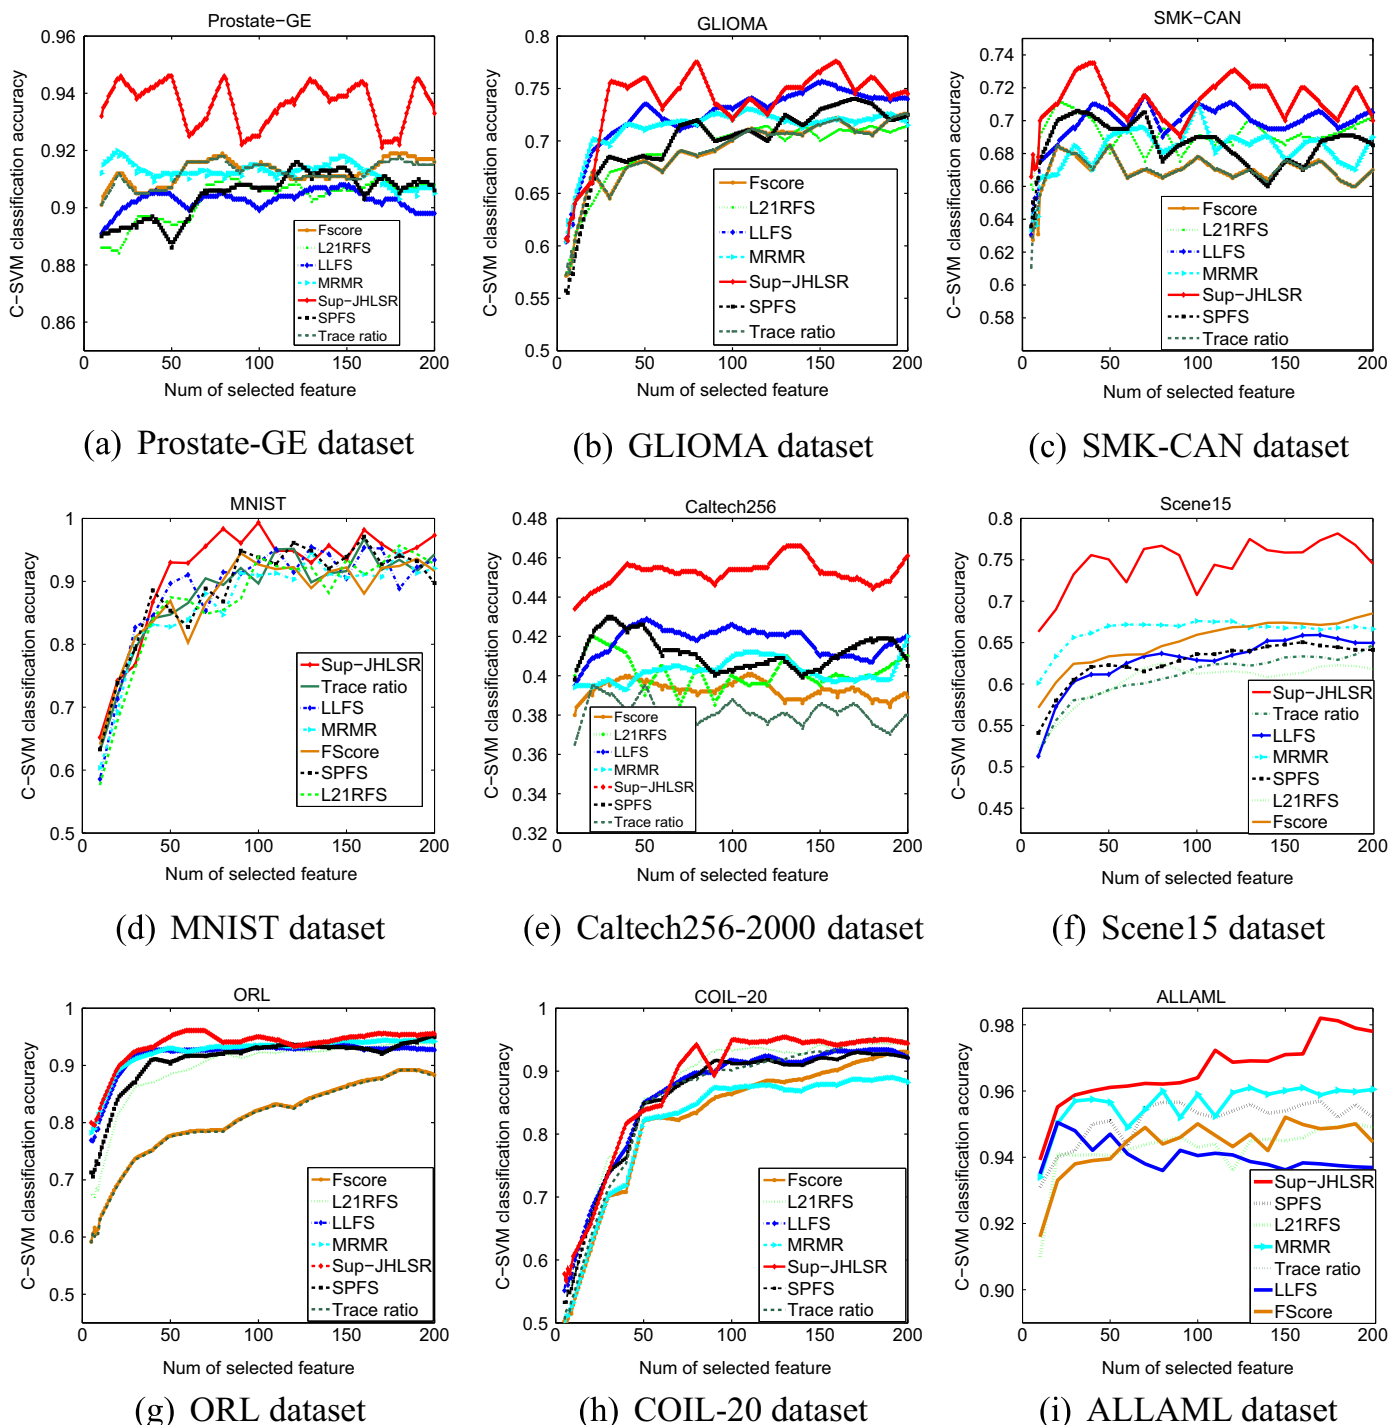 Prostate−GE
C−SVM classification accuracy
0.96
0.94
0.92
0.9
0.88
0.86
0
50
100
150
200
Num of selected feature
Fscore
L21RFS
LLFS
MRMR
Sup−JHLSR
SPFS
Trace ratio
(a) Prostate-GE dataset
GLIOMA
C−SVM classification accuracy
0.8
0.75
0.7
0.65
0.6
0.55
0.5
0
50
100
150
200
Num of selected feature
Fscore
L21RFS
LLFS
MRMR
Sup−JHLSR
SPFS
Trace ratio
(b) GLIOMA dataset
SMK−CAN
C−SVM classification accuracy
0.74
0.72
0.70
0.68
0.66
0.64
0.62
0.60
0.58
0
50
100
150
200
Num of selected feature
Fscore
L21RFS
LLFS
MRMR
Sup−JHLSR
SPFS
Trace ratio
(c) SMK-CAN dataset
MNIST
C−SVM classification accuracy
1
0.9
0.8
0.7
0.6
0.5
0
50
100
150
200
Num of selected feature
Sup−JHLSR
Trace ratio
LLFS
MRMR
FScore
SPFS
L21RFS
(d) MNIST dataset
Caltech256
C−SVM classification accuracy
0.48
0.46
0.44
0.42
0.4
0.38
0.36
0.34
0.32
0
50
100
150
200
Num of selected feature
Fscore
L21RFS
LLFS
MRMR
Sup−JHLSR
SPFS
Trace ratio
(e) Caltech256-2000 dataset
Scene15
C−SVM classification accuracy
0.8
0.75
0.7
0.65
0.6
0.55
0.5
0.45
0
50
100
150
200
Num of selected feature
Sup−JHLSR
Trace ratio
LLFS
MRMR
SPFS
L21RFS
Fscore
(f) Scene15 dataset
ORL
C−SVM classification accuracy
1
0.9
0.8
0.7
0.6
0.5
0
50
100
150
200
Num of selected feature
Fscore
L21RFS
LLFS
MRMR
Sup−JHLSR
SPFS
Trace ratio
(g) ORL dataset
COIL−20
C−SVM classification accuracy
1
0.9
0.8
0.7
0.6
0.5
0
50
100
150
200
Num of selected feature
Fscore
L21RFS
LLFS
MRMR
Sup−JHLSR
SPFS
Trace ratio
(h) COIL-20 dataset
ALLAML
C−SVM classification accuracy
0.98
0.96
0.94
0.92
0.90
0
50
100
150
200
Num of selected feature
Sup−JHLSR
SPFS
L21RFS
MRMR
Trace ratio
LLFS
FScore
(i) ALLAML dataset